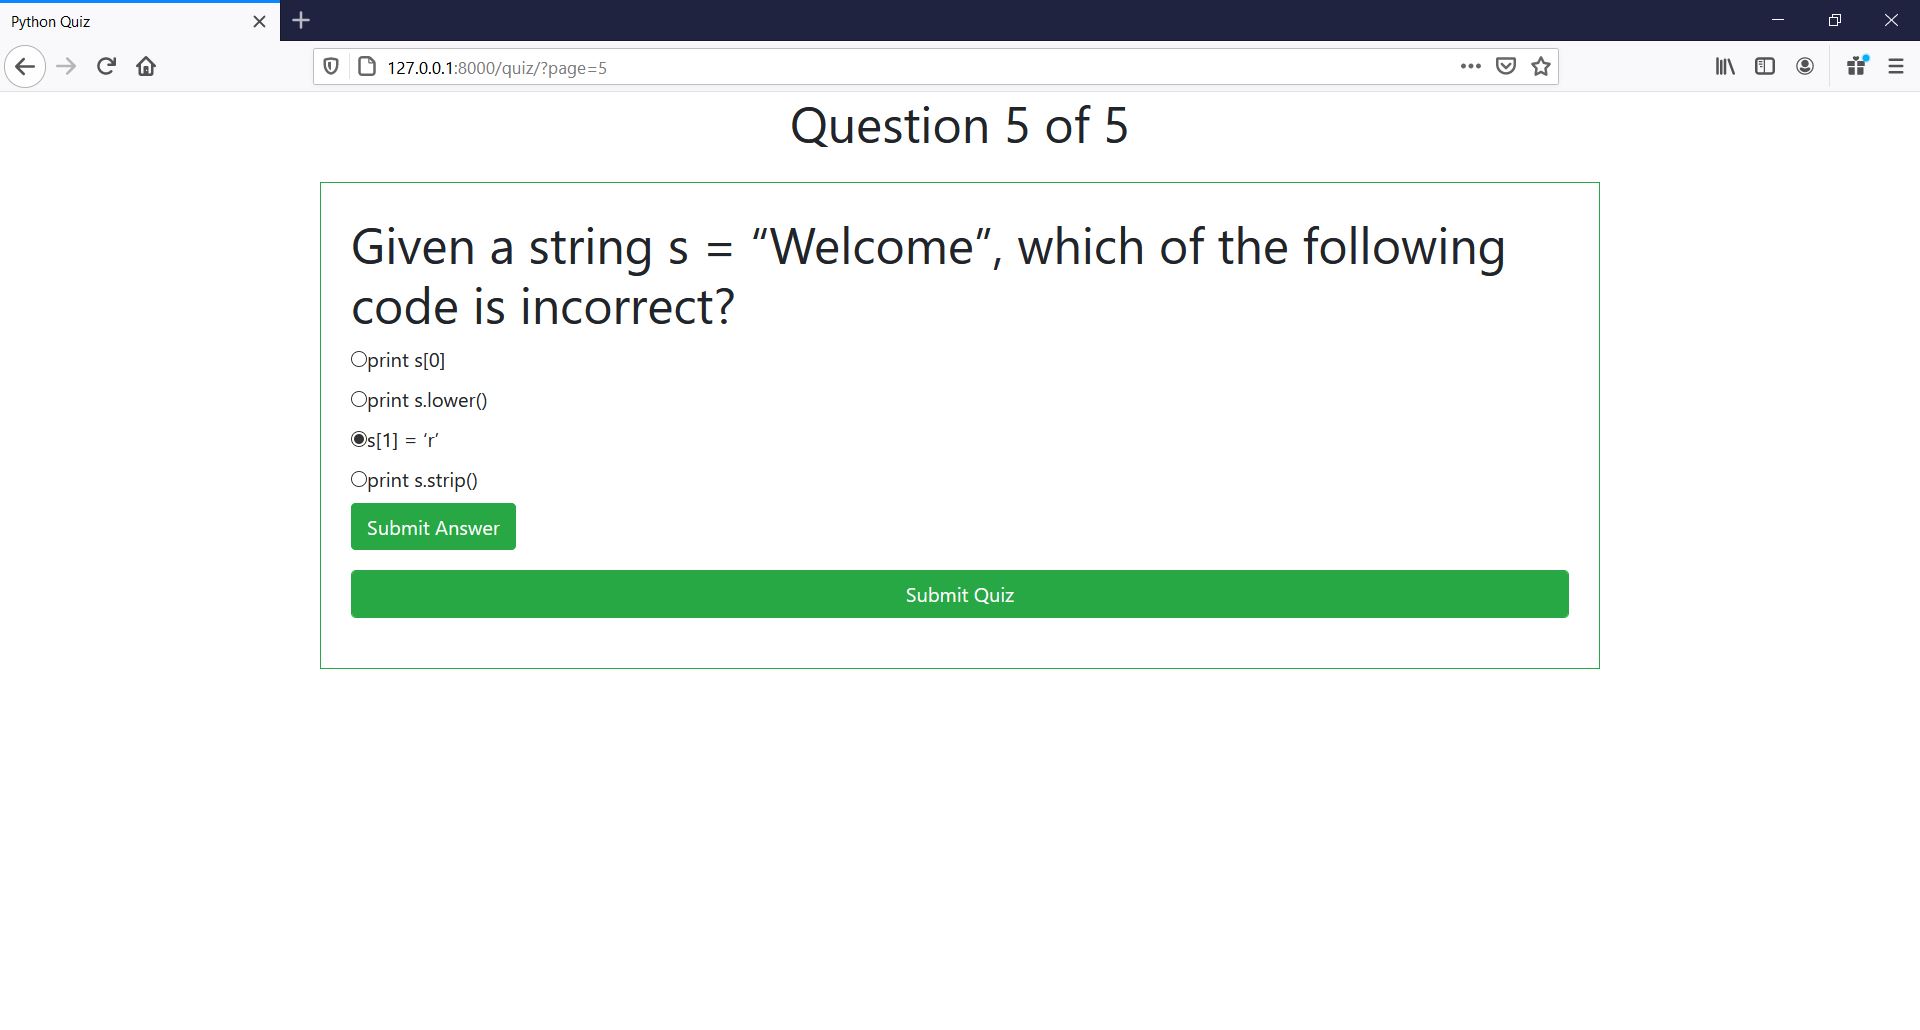 Python Quiz
127.0.0.1:8000/quiz/?page=5
Question 5 of 5
Given a string s = “Welcome”, which of the following
code is incorrect?
print s[0]
print s.lower()
s[1] = ‘r’
print s.strip()
Submit Answer
Submit Quiz